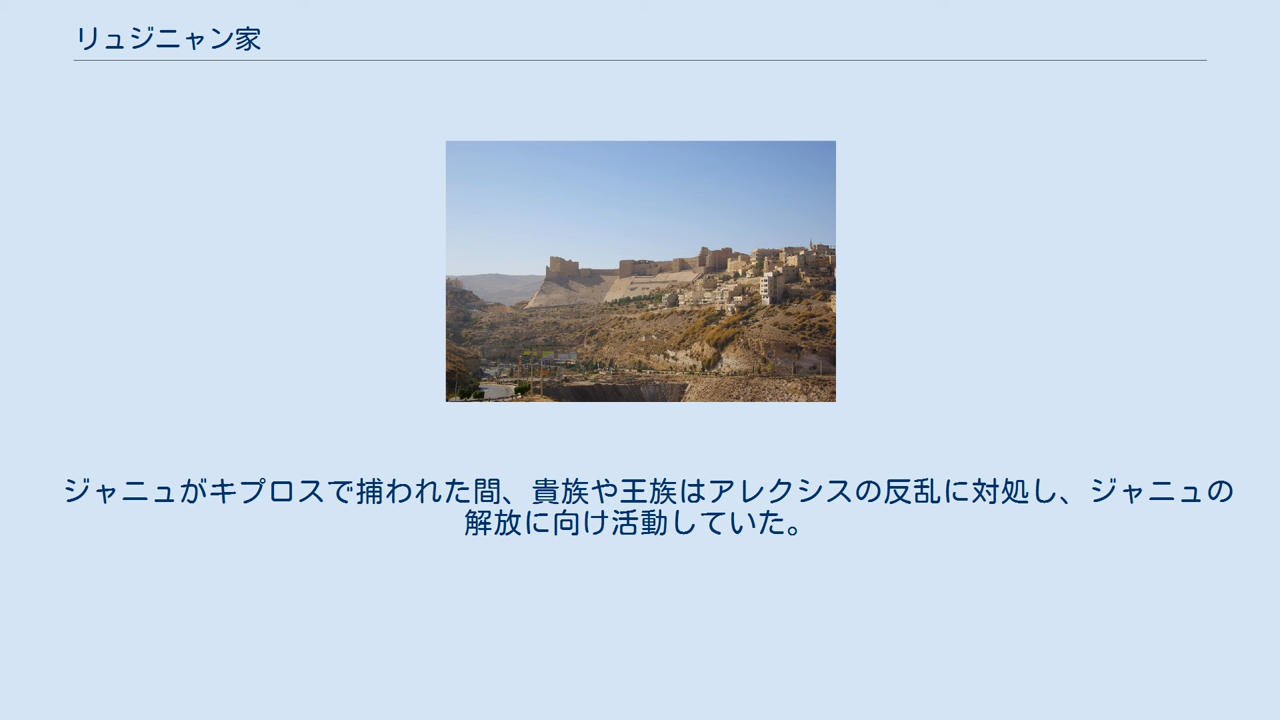 リュジニャン家
ジャニュがキプロスで捕われた間、貴族や王族はアレクシスの反乱に対処し、ジャニュの
解放に向け活動していた。